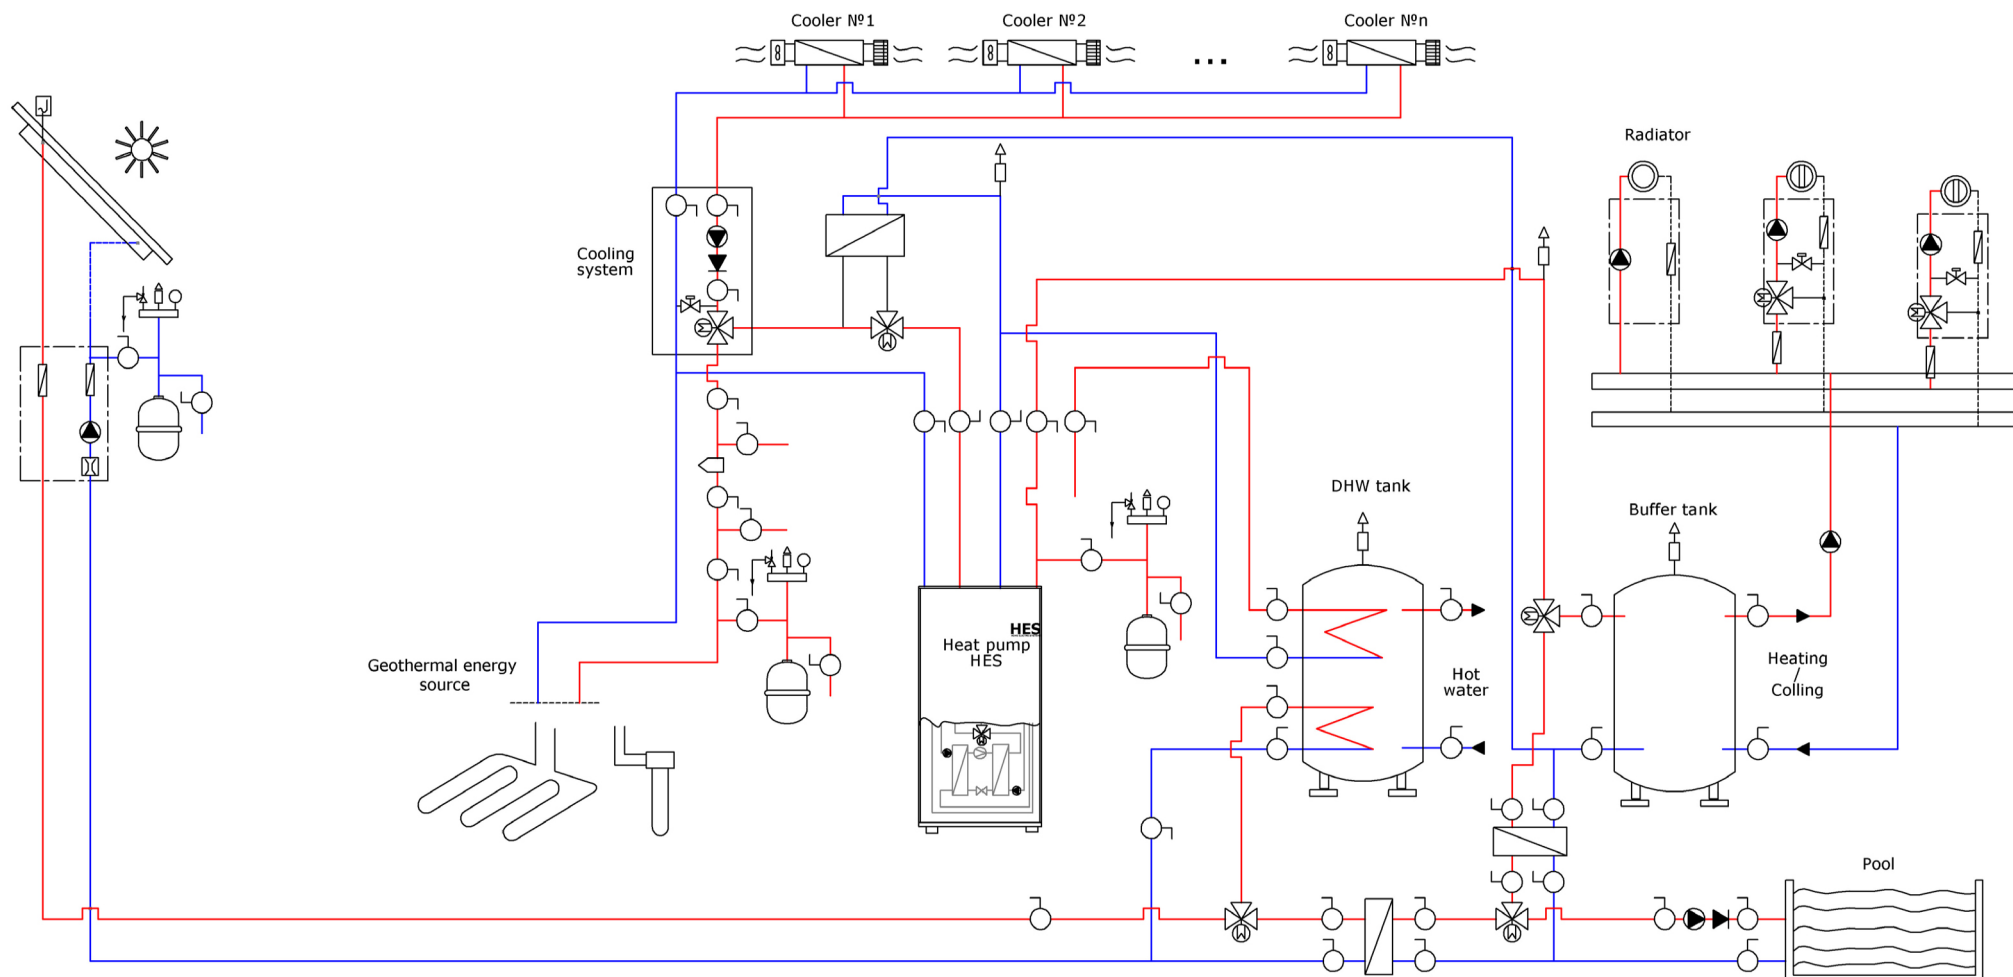 Cooler №1
Cooler №2
...
Cooler №n
Radiator
Cooling
system
DHW tank
Buffer tank
HES
Heat pump
HES
Geothermal energy
source
Hot
water
Heating
/
Colling
Pool